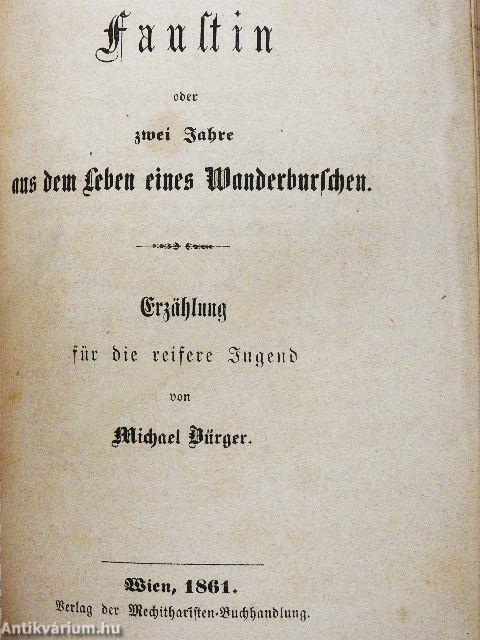 Faustin
oder
zwei Jahre
aus dem Leben eines Wanderburschen.
Erzählung
für die reifere Jugend
von
Michael Bürger.
Wien, 1861.
Verlag der Mechitharisten-Buchhandlung.
Antikvárium.hu